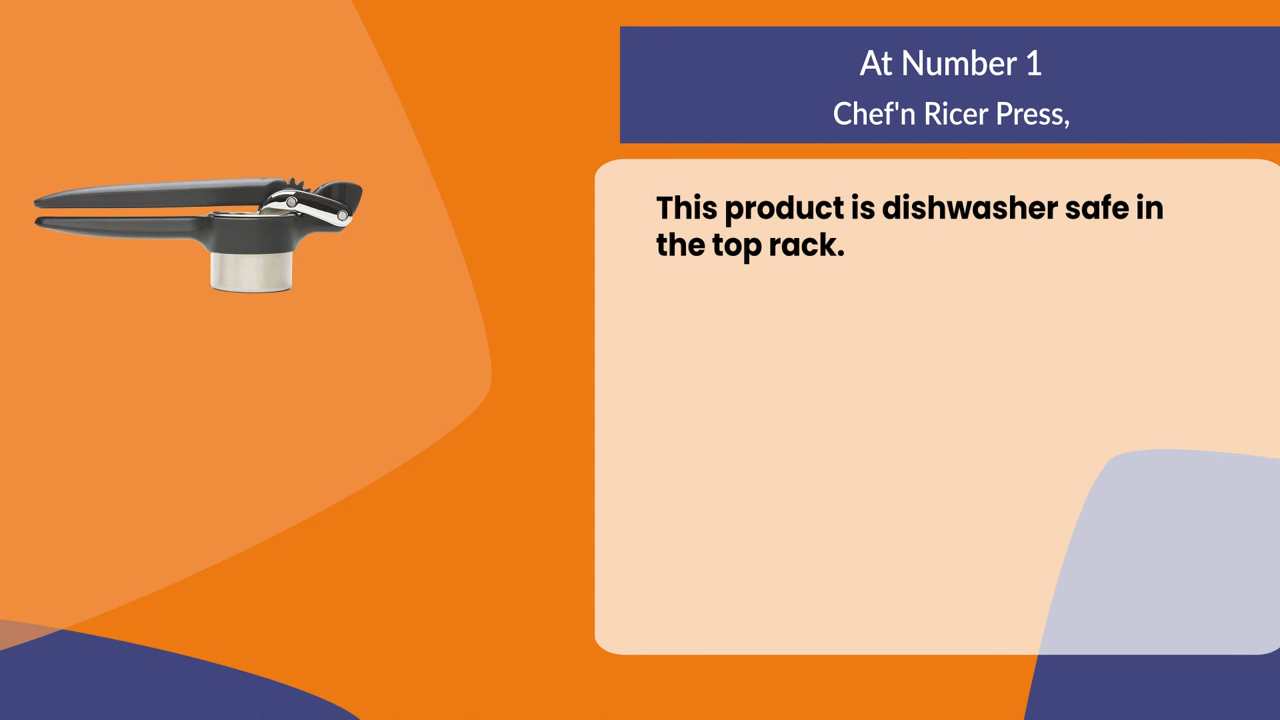 At Number 1
Chef'n Ricer Press,
This product is dishwasher safe in
the top rack.